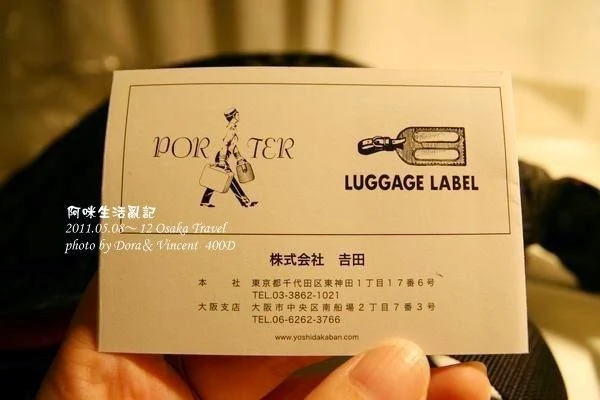 PORTER
LUGGAGE LABEL
阿咪生活亂記
2011.05.08~12 Osaka Travel
photo by Dora & Vincent 400D
株式会社 吉田
本 社 東京都千代田区東神田1丁目17番6号
TEL.03-3862-1021
大阪支店 大阪市中央区南船場2丁目7番3号
TEL.06-6262-3766
www.yoshidakaban.com